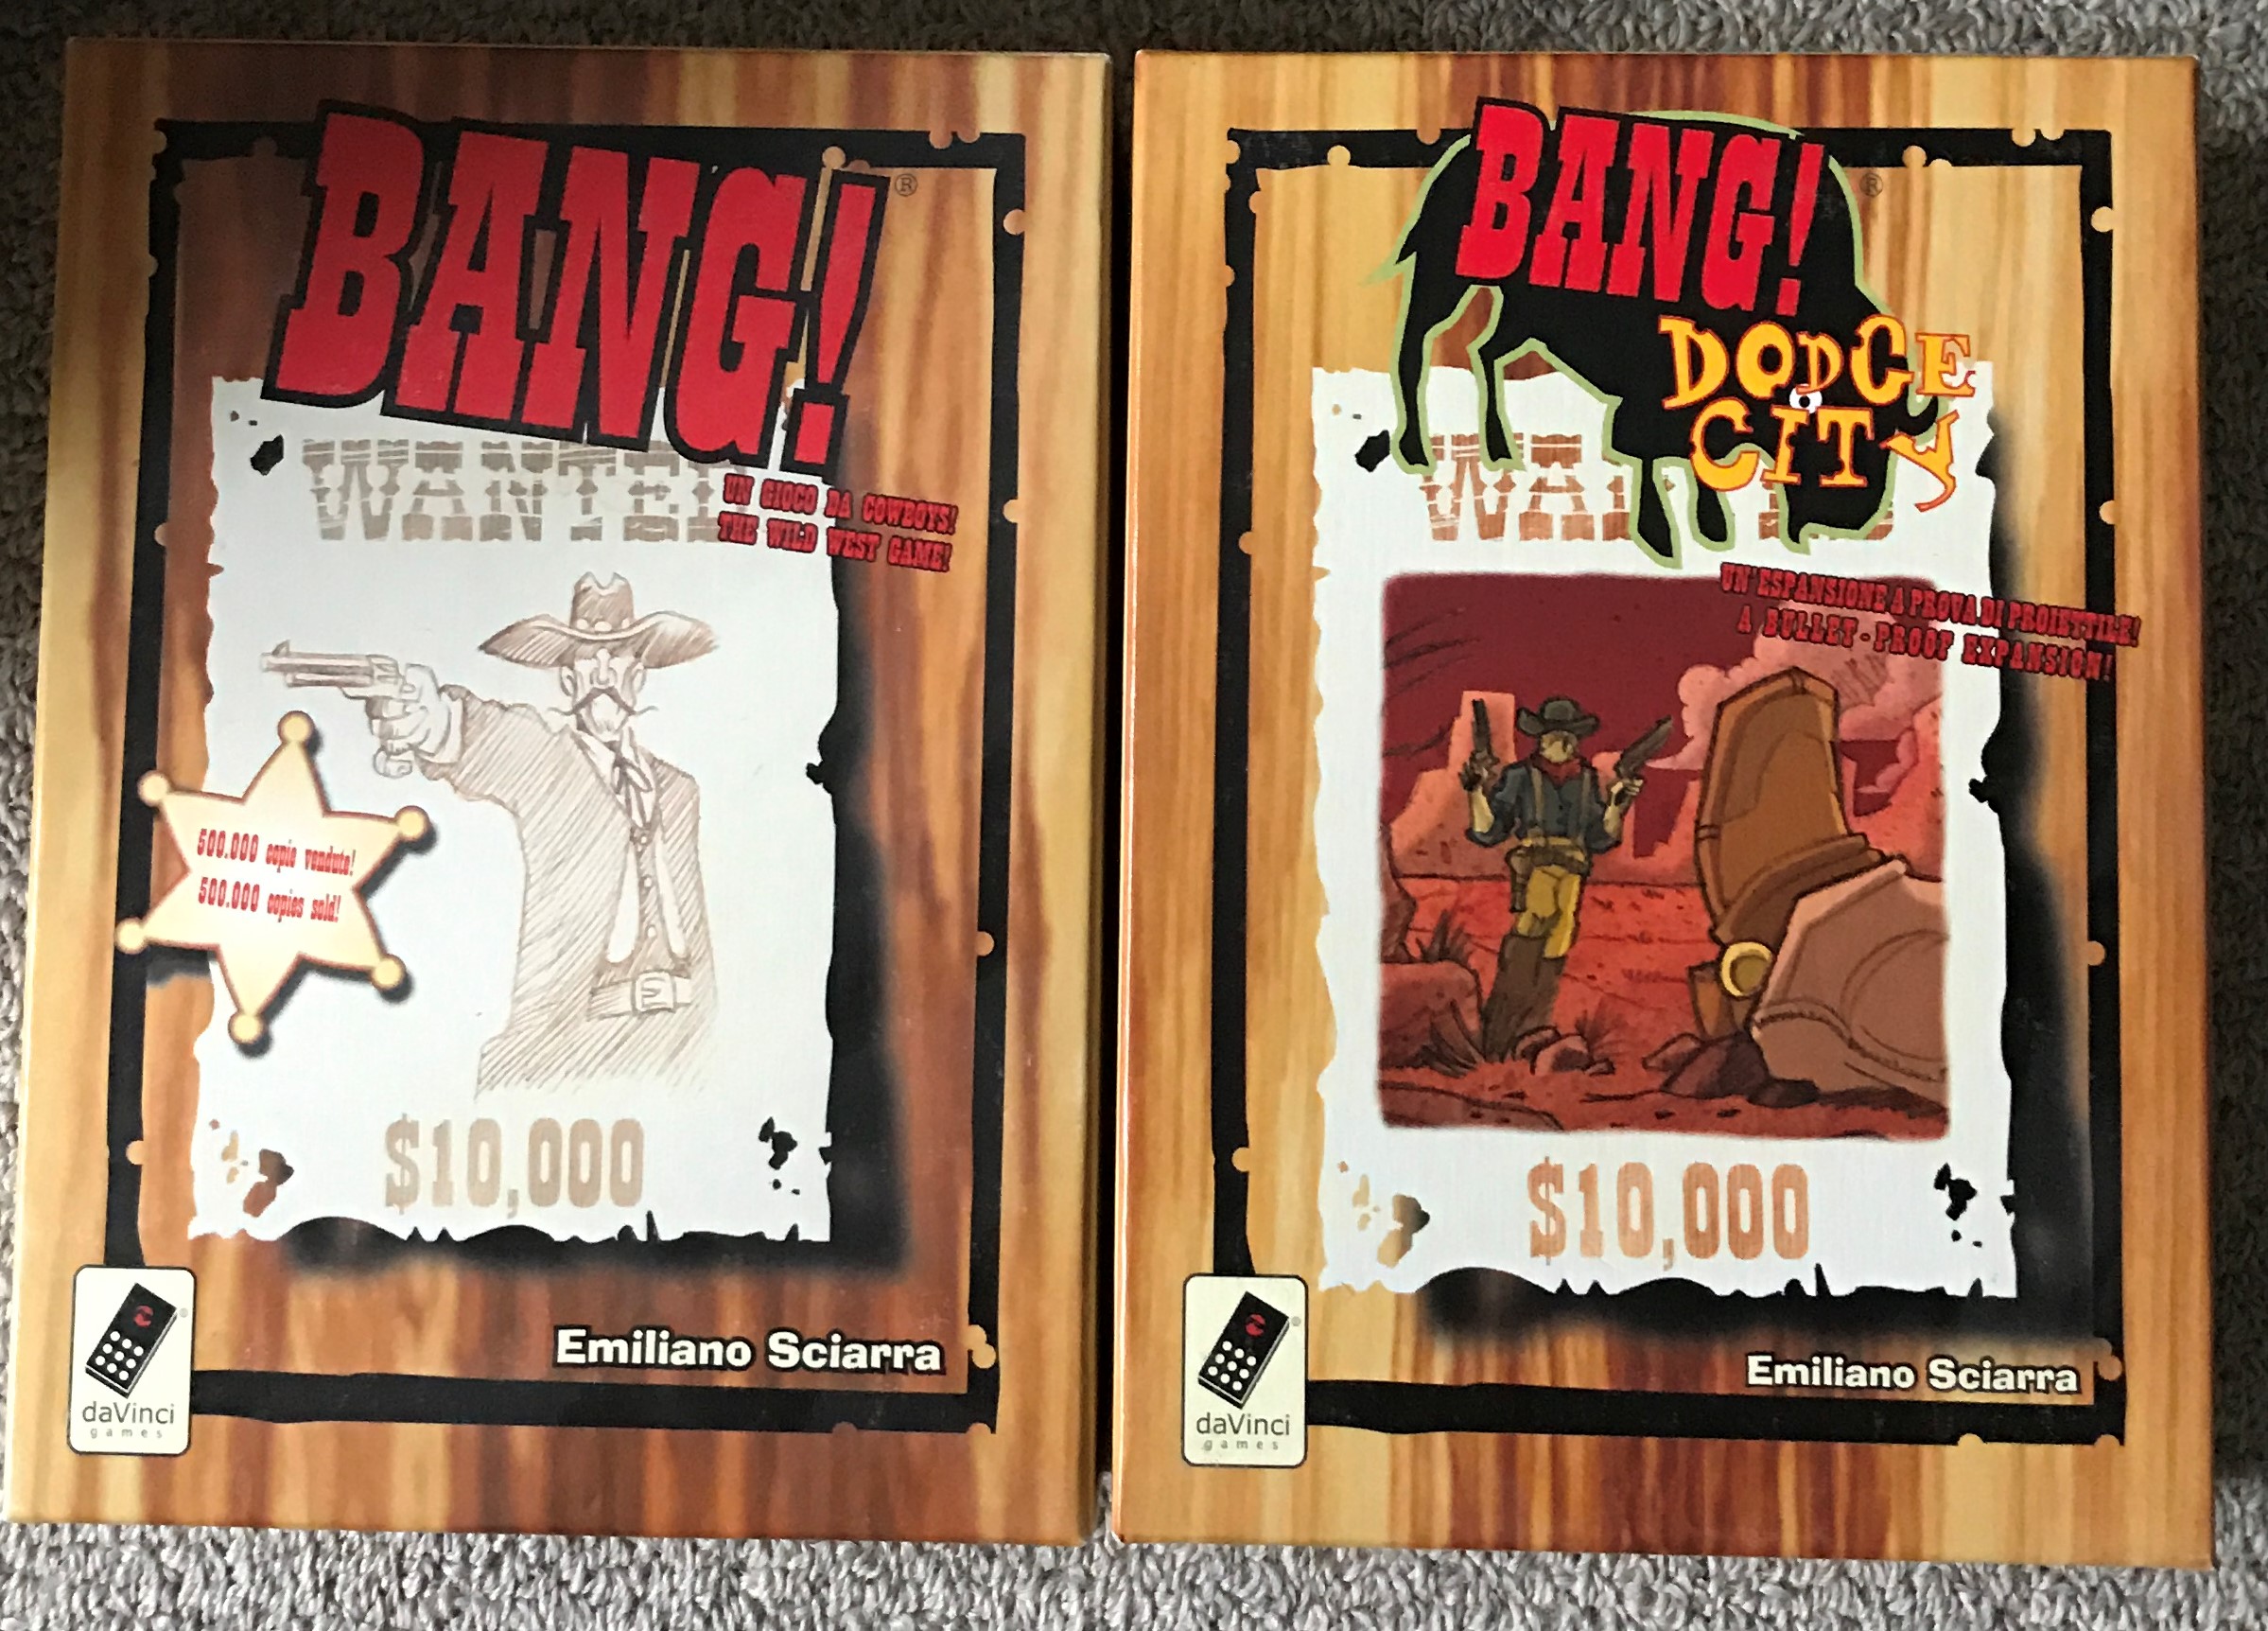 BANG!
®
WANTED
UN GIOCO DA COWBOYS!
THE WILD WEST GAME!
500.000 copie vendute!
500.000 copies sold!
$10,000
Emiliano Sciarra
daVinci
games
BANG!
®
DODGE
CITY
UN'ESPANSIONE A PROVA DI PROIETTILE!
A BULLET-PROOF EXPANSION!
$10,000
Emiliano Sciarra
daVinci
games